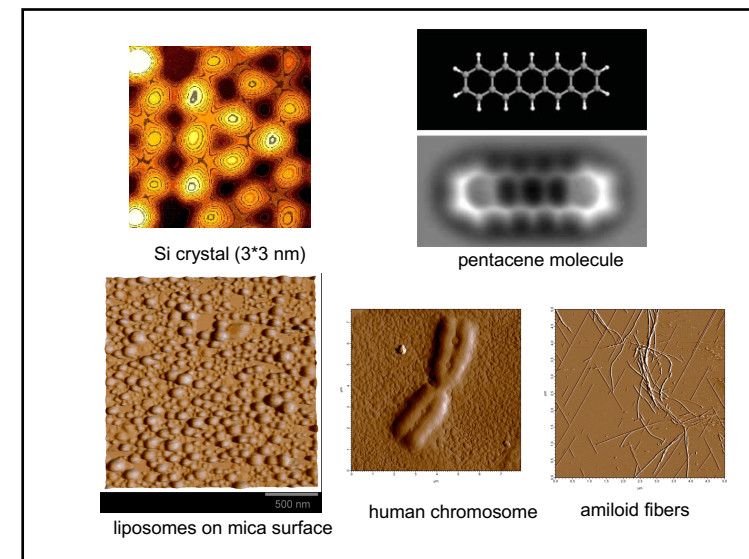 Si crystal (3*3 nm)
pentacene molecule
500 nm
liposomes on mica surface
human chromosome
amiloid fibers